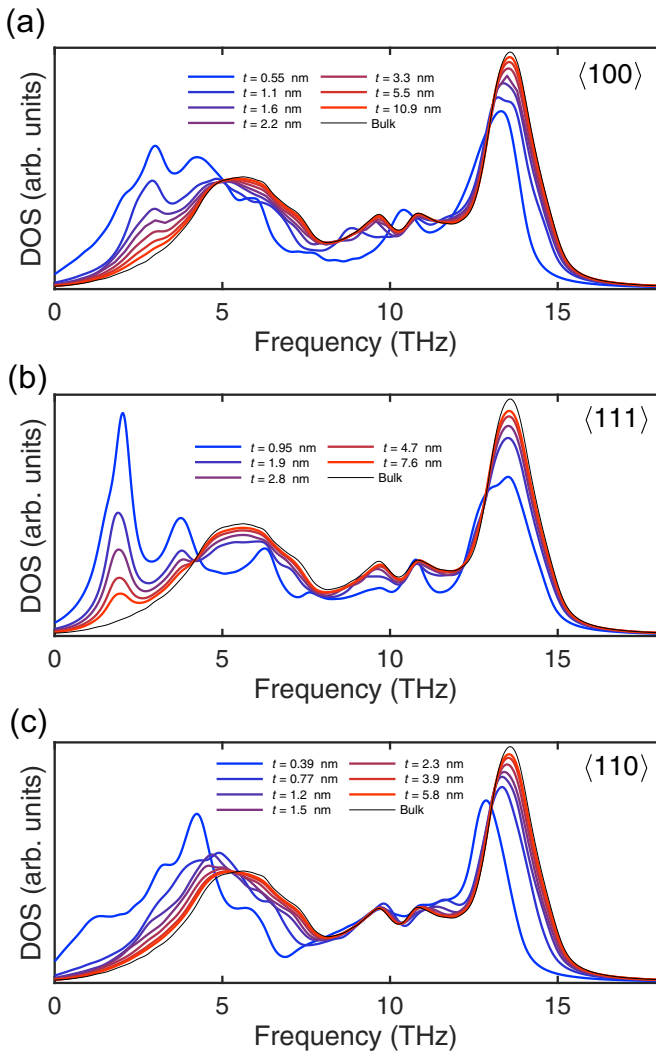 (a)
⟨100⟩
t = 0.55 nm t = 3.3 nm
t = 1.1 nm t = 5.5 nm
t = 1.6 nm t = 10.9 nm
t = 2.2 nm Bulk
DOS (arb. units)
0 5 10 15
Frequency (THz)
(b)
⟨111⟩
t = 0.95 nm t = 4.7 nm
t = 1.9 nm t = 7.6 nm
t = 2.8 nm Bulk
DOS (arb. units)
0 5 10 15
Frequency (THz)
(c)
⟨110⟩
t = 0.39 nm t = 2.3 nm
t = 0.77 nm t = 3.9 nm
t = 1.2 nm t = 5.8 nm
t = 1.5 nm Bulk
DOS (arb. units)
0 5 10 15
Frequency (THz)